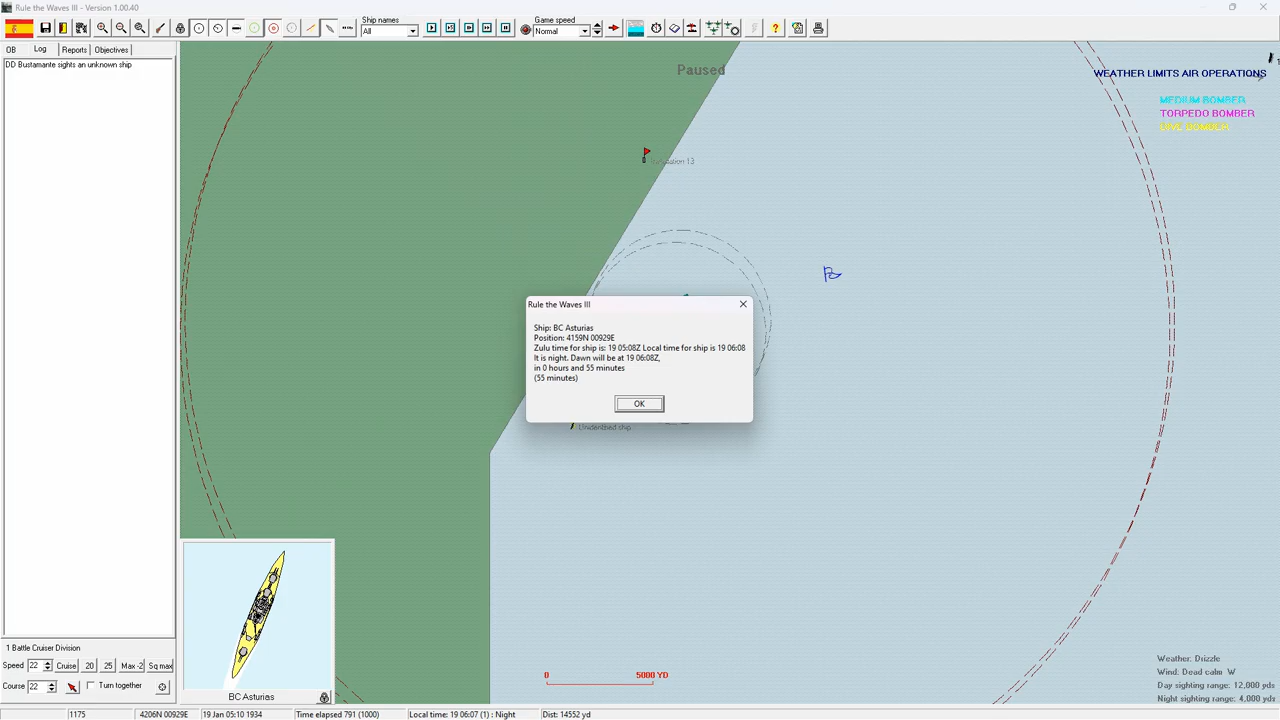 Rule the Waves III - Version 1.00.40
Ship names
All
Game speed
Normal
OB Log Reports Objectives
DD Bustamante sights an unknown ship
Paused
WEATHER LIMITS AIR OPERATIONS
MEDIUM BOMBER
TORPEDO BOMBER
DIVE BOMBER
Rule the Waves III
Ship: BC Asturias
Position: 4159N 00929E
Zulu time for ship is: 19 05:08Z Local time for ship is 19 06:08
It is night. Dawn will be at 19 06:08Z,
in 0 hours and 55 minutes
(55 minutes)
OK
Unidentified ship
1 Battle Cruiser Division
Speed 22 Cruise 20 25 Max -2 Sq max
Course 22 Turn together
BC Asturias
0 5000 YD
Weather: Drizzle
Wind: Dead calm W
Day sighting range: 12,000 yds
Night sighting range: 4,000 yds
1175 4206N 00929E 19 Jan 05:10 1934 Time elapsed 791 (1000) Local time: 19 06:07 (1) : Night Dist: 14552 yd